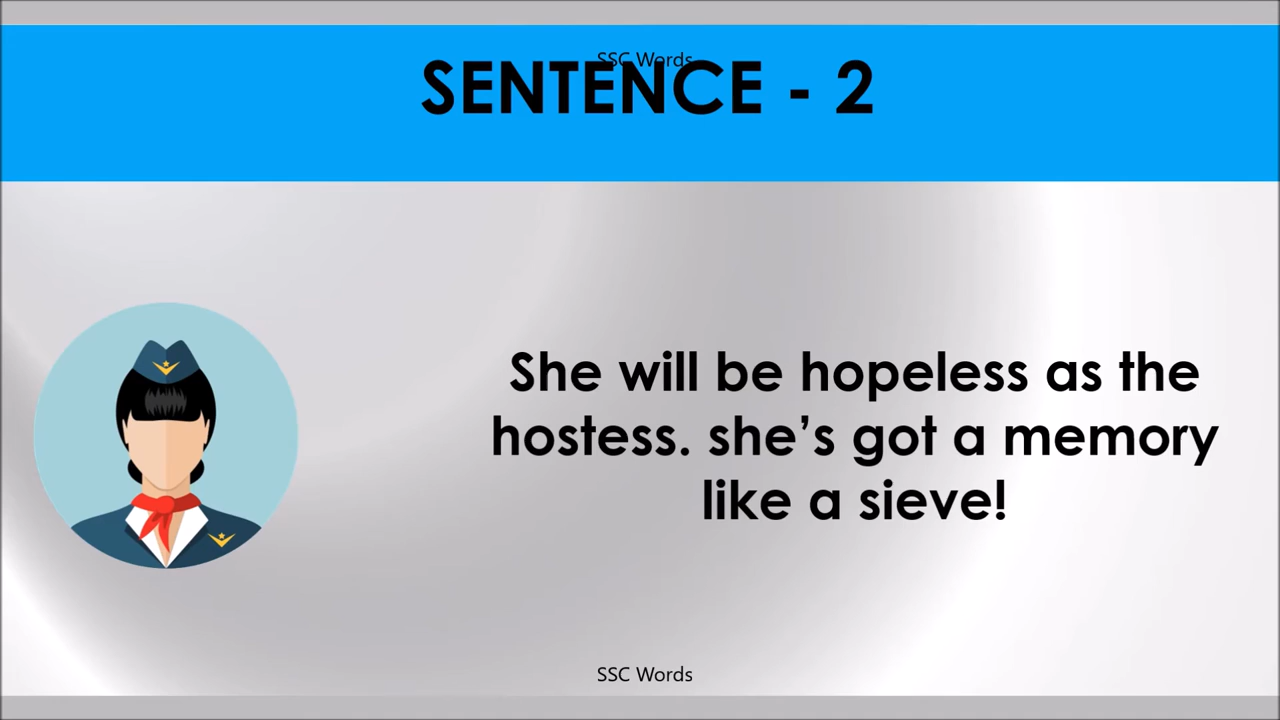 SSC Words
SENTENCE - 2
She will be hopeless as the
hostess. she’s got a memory
like a sieve!
SSC Words